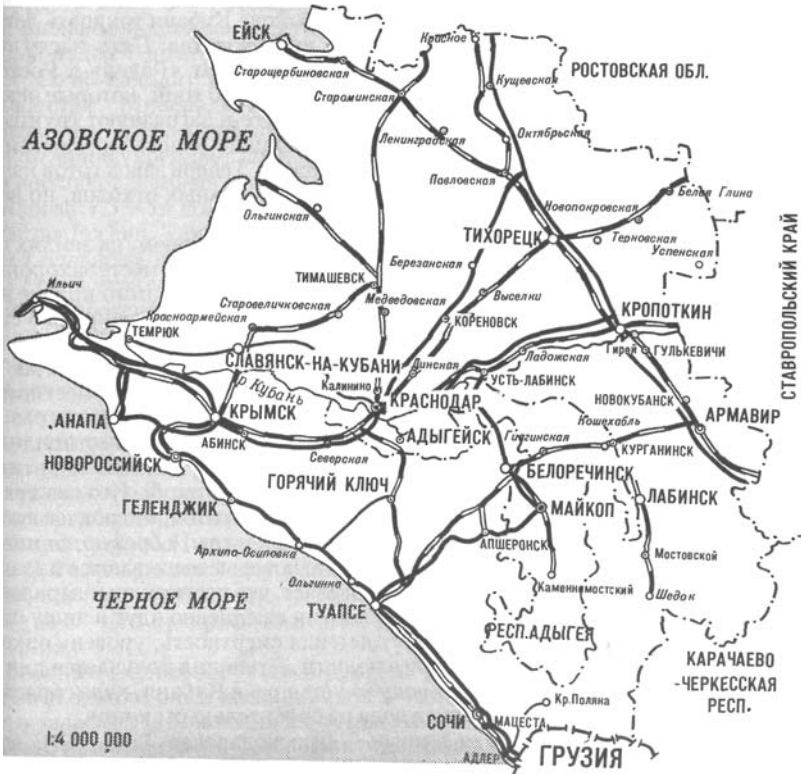 ЕЙСК
Красное
Старощербиновская
Кущевская
РОСТОВСКАЯ ОБЛ.
Староминская
АЗОВСКОЕ МОРЕ
Ленинградская
Октябрьская
Павловская
Белая Глина
Новопокровская
Ольгинская
ТИХОРЕЦК
Терновская
Успенская
СТАВРОПОЛЬСКИЙ КРАЙ
Березанская
ТИМАШЕВСК
Ильич
Медведовская
Выселки
Красноармейская
Старовеличковская
КРОПОТКИН
ТЕМРЮК
КОРЕНОВСК
СЛАВЯНСК-НА-КУБАНИ
Динская
Ладожская
Гирей
ГУЛЬКЕВИЧИ
р. Кубань
Калинино
УСТЬ-ЛАБИНСК
КРАСНОДАР
НОВОКУБАНСК
АНАПА
КРЫМСК
АРМАВИР
АБИНСК
АДЫГЕЙСК
Гиагинская
Кошехабль
Северская
КУРГАНИНСК
НОВОРОССИЙСК
БЕЛОРЕЧИНСК
ГОРЯЧИЙ КЛЮЧ
ЛАБИНСК
ГЕЛЕНДЖИК
МАЙКОП
АПШЕРОНСК
Архипо-Осиповка
Мостовской
Ольгинка
Каменномостский
Шедок
ЧЕРНОЕ МОРЕ
ТУАПСЕ
РЕСП.АДЫГЕЯ
КАРАЧАЕВО
-ЧЕРКЕССКАЯ
РЕСП.
Кр.Поляна
СОЧИ
МАЦЕСТА
1:4 000 000
АДЛЕР
ГРУЗИЯ